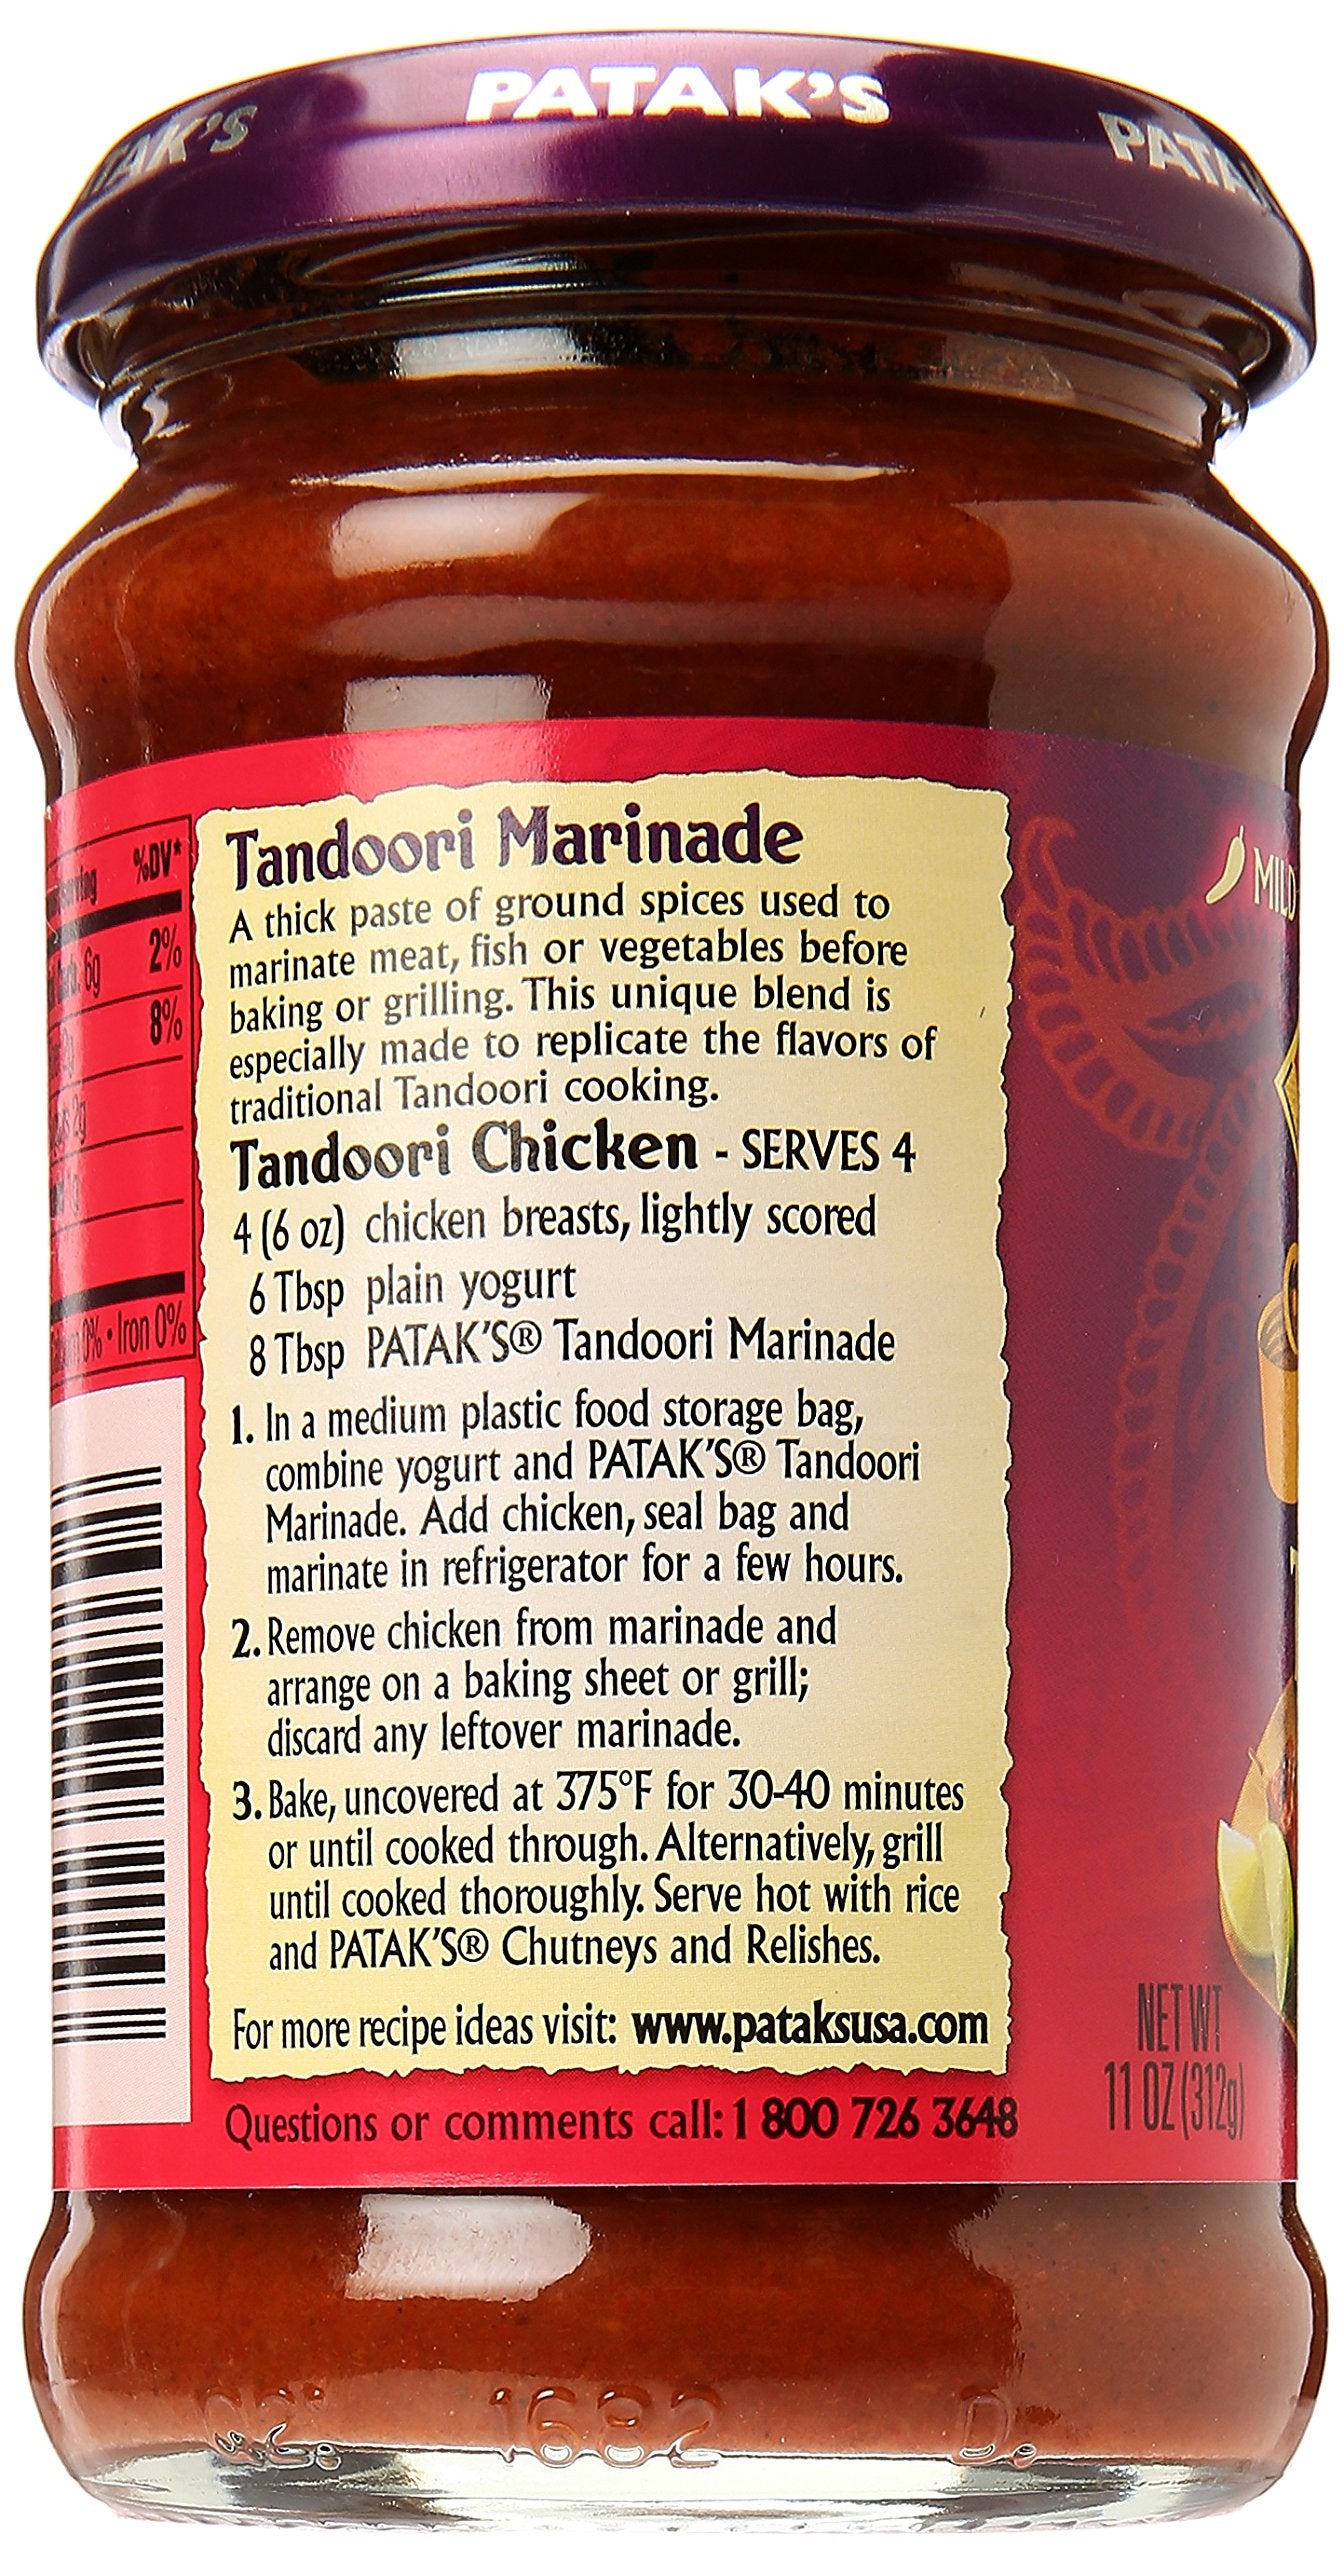 PATAK'S
Tandoori Marinade
A thick paste of ground spices used to
marinate meat, fish or vegetables before
baking or grilling. This unique blend is
especially made to replicate the flavors of
traditional Tandoori cooking.
Tandoori Chicken - SERVES 4
4 (6 oz) chicken breasts, lightly scored
6 Tbsp plain yogurt
8 Tbsp PATAK'S® Tandoori Marinade
1. In a medium plastic food storage bag,
combine yogurt and PATAK'S® Tandoori
Marinade. Add chicken, seal bag and
marinate in refrigerator for a few hours.
2. Remove chicken from marinade and
arrange on a baking sheet or grill;
discard any leftover marinade.
3. Bake, uncovered at 375°F for 30-40 minutes
or until cooked through. Alternatively, grill
until cooked thoroughly. Serve hot with rice
and PATAK'S® Chutneys and Relishes.
For more recipe ideas visit: www.pataksusa.com
Questions or comments call: 1 800 726 3648
%DV*
6g 2%
8%
2g
0% • Iron 0%
MILD
NET WT
11 OZ (312g)
1682